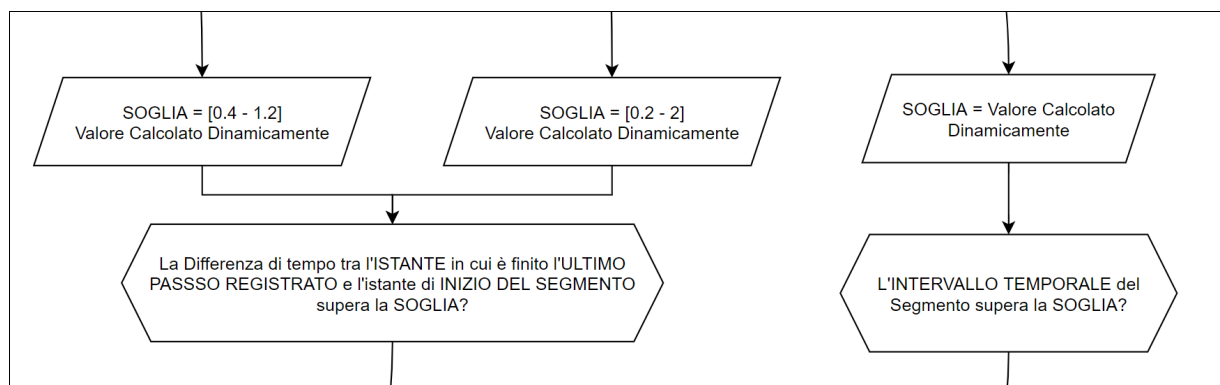 SOGLIA = [0.4 - 1.2]
Valore Calcolato Dinamicamente
SOGLIA = [0.2 - 2]
Valore Calcolato Dinamicamente
SOGLIA = Valore Calcolato
Dinamicamente
La Differenza di tempo tra l'ISTANTE in cui è finito l'ULTIMO
PASSSO REGISTRATO e l'istante di INIZIO DEL SEGMENTO
supera la SOGLIA?
L'INTERVALLO TEMPORALE del
Segmento supera la SOGLIA?